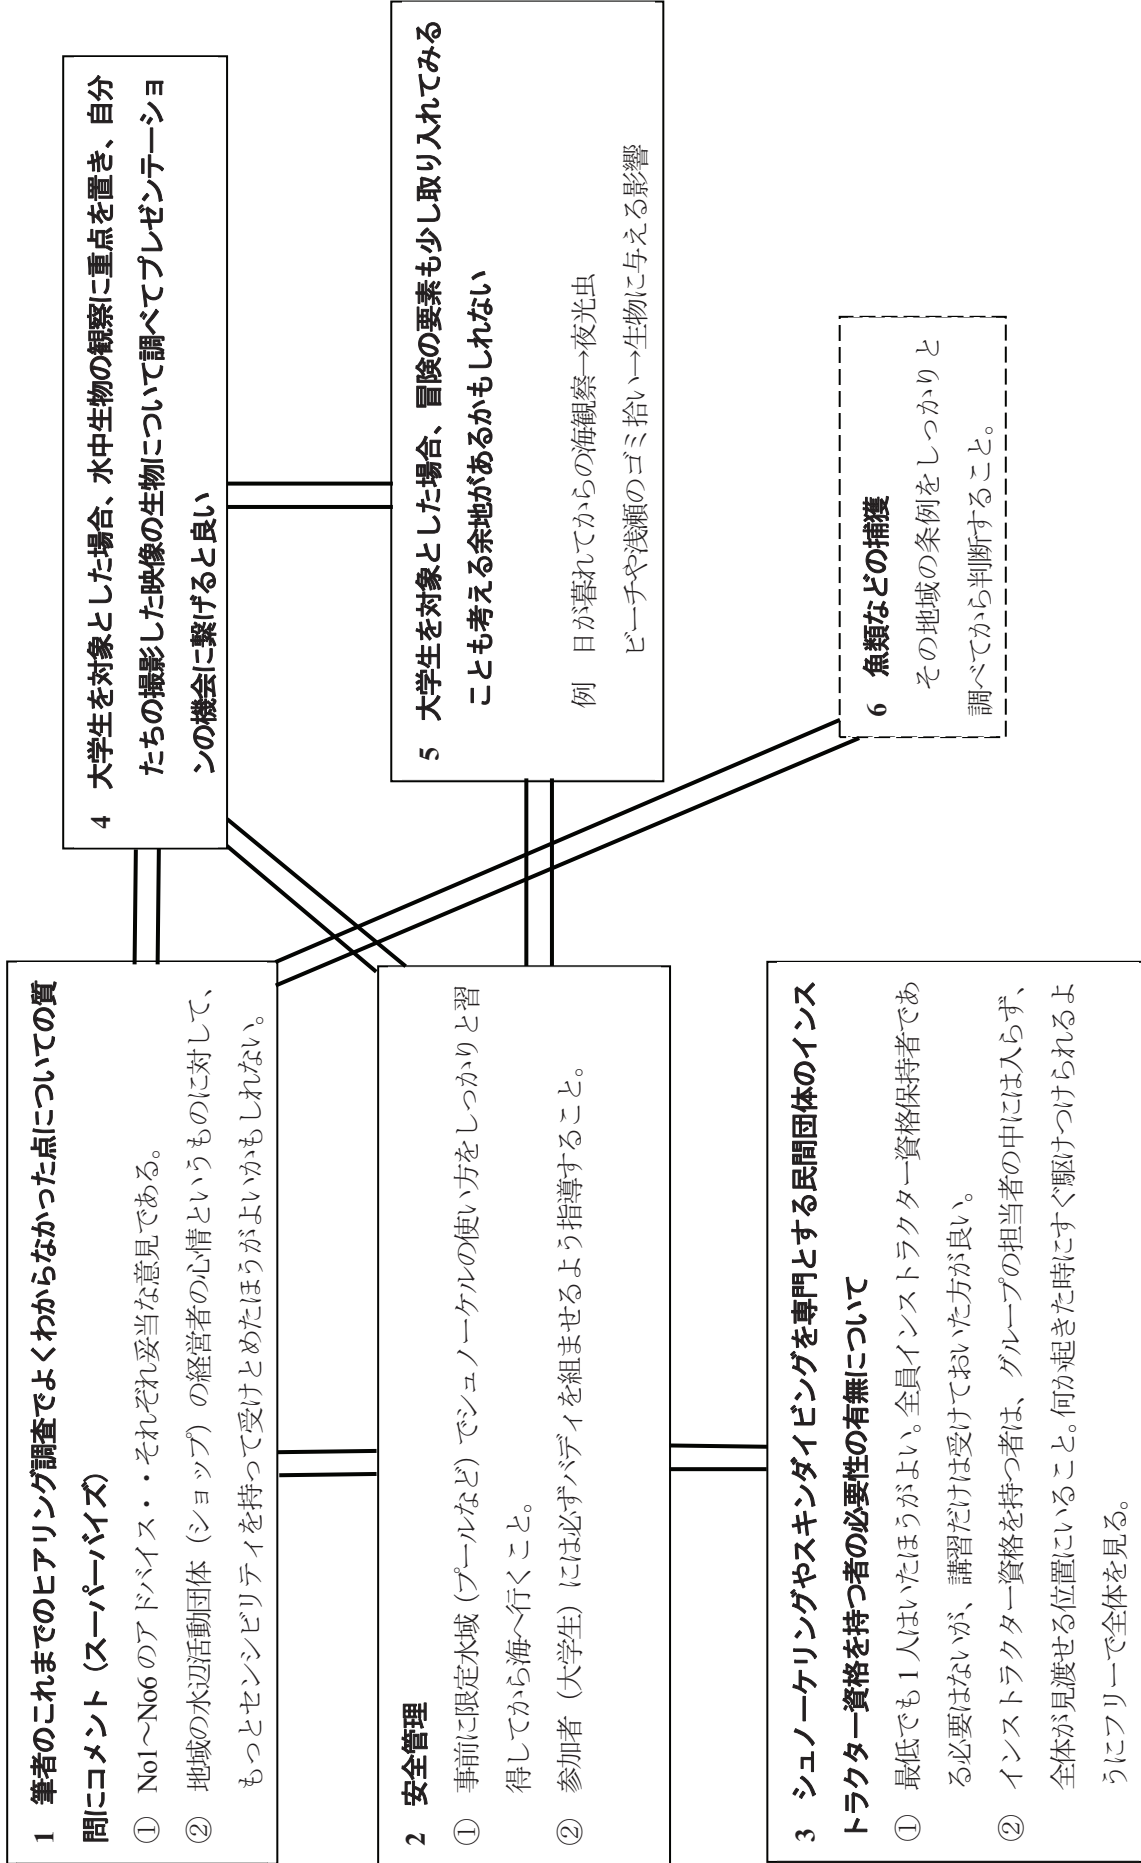 1　筆者のこれまでのヒアリング調査でよくわからなかった点についての質
問にコメント（スーパーバイズ）
①　No1～No6 のアドバイス・・それぞれ妥当な意見である。
②　地域の水辺活動団体（ショップ）の経営者の心情というものに対して、
もっとセンシビリティを持って受けとめたほうがよいかもしれない。
2　安全管理
①　事前に限定水域（プールなど）でシュノーケルの使い方をしっかりと習
得してから海へ行くこと。
②　参加者（大学生）には必ずバディを組ませるよう指導すること。
3　シュノーケリングやスキンダイビングを専門とする民間団体のインス
トラクター資格を持つ者の必要性の有無について
①　最低でも1人はいたほうがよい。全員インストラクター資格保持者であ
る必要はないが、講習だけは受けておいた方が良い。
②　インストラクター資格を持つ者は、グループの担当者の中には入らず、
全体が見渡せる位置にいること。何か起きた時にすぐ駆けつけられるよ
うにフリーで全体を見る。
4　大学生を対象とした場合、水中生物の観察に重点を置き、自分
たちの撮影した映像の生物について調べてプレゼンテーショ
ンの機会に繋げると良い
5　大学生を対象とした場合、冒険の要素も少し取り入れてみる
ことも考える余地があるかもしれない
例　日が暮れてからの海観察→夜光虫
ビーチや浅瀬のゴミ拾い→生物に与える影響
6　魚類などの捕獲
その地域の条例をしっかりと
調べてから判断すること。